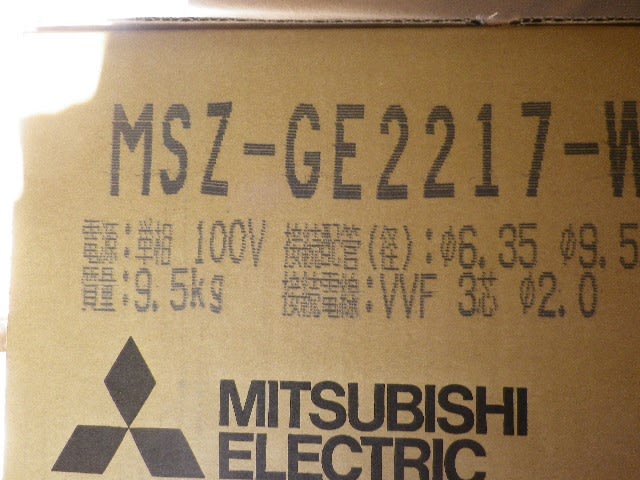 MSZ-GE2217-W
電源:単相 100V 接続配管(径):φ6.35 φ9.5
質量:9.5kg 接続電線:VVF 3芯 φ2.0
MITSUBISHI
ELECTRIC